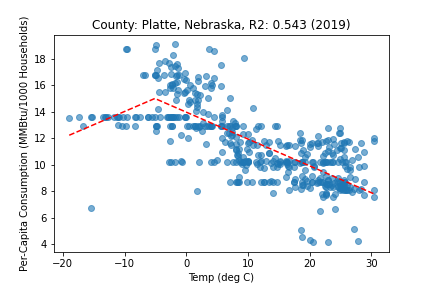 County: Platte, Nebraska, R2: 0.543 (2019)
Per-Capita Consumption (MMBtu/1000 Households)
18
16
14
12
10
8
6
4
−20 −10 0 10 20 30
Temp (deg C)